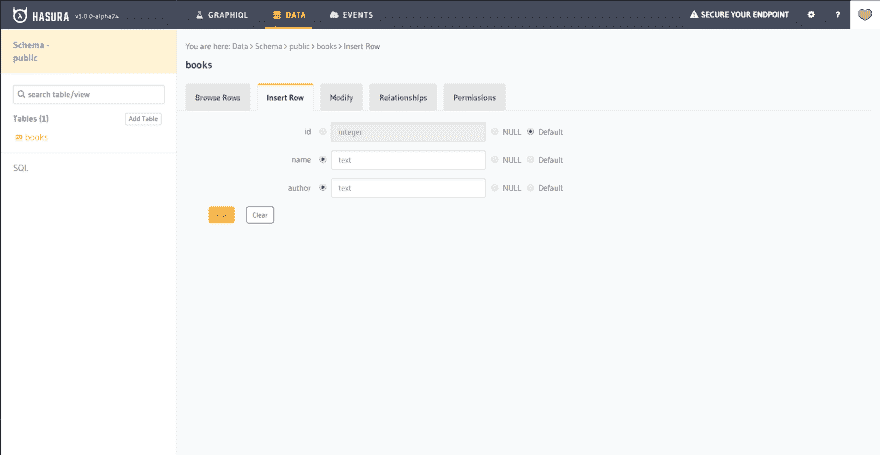 HASURA v1.0.0-alpha24 GRAPHIQL DATA EVENTS SECURE YOUR ENDPOINT ?
Schema -
public
You are here: Data > Schema > public > books > Insert Row
books
search table/view
Browse Rows Insert Row Modify Relationships Permissions
Tables (1) Add Table
books
id integer NULL Default
name text NULL Default
SQL
author text NULL Default
Clear